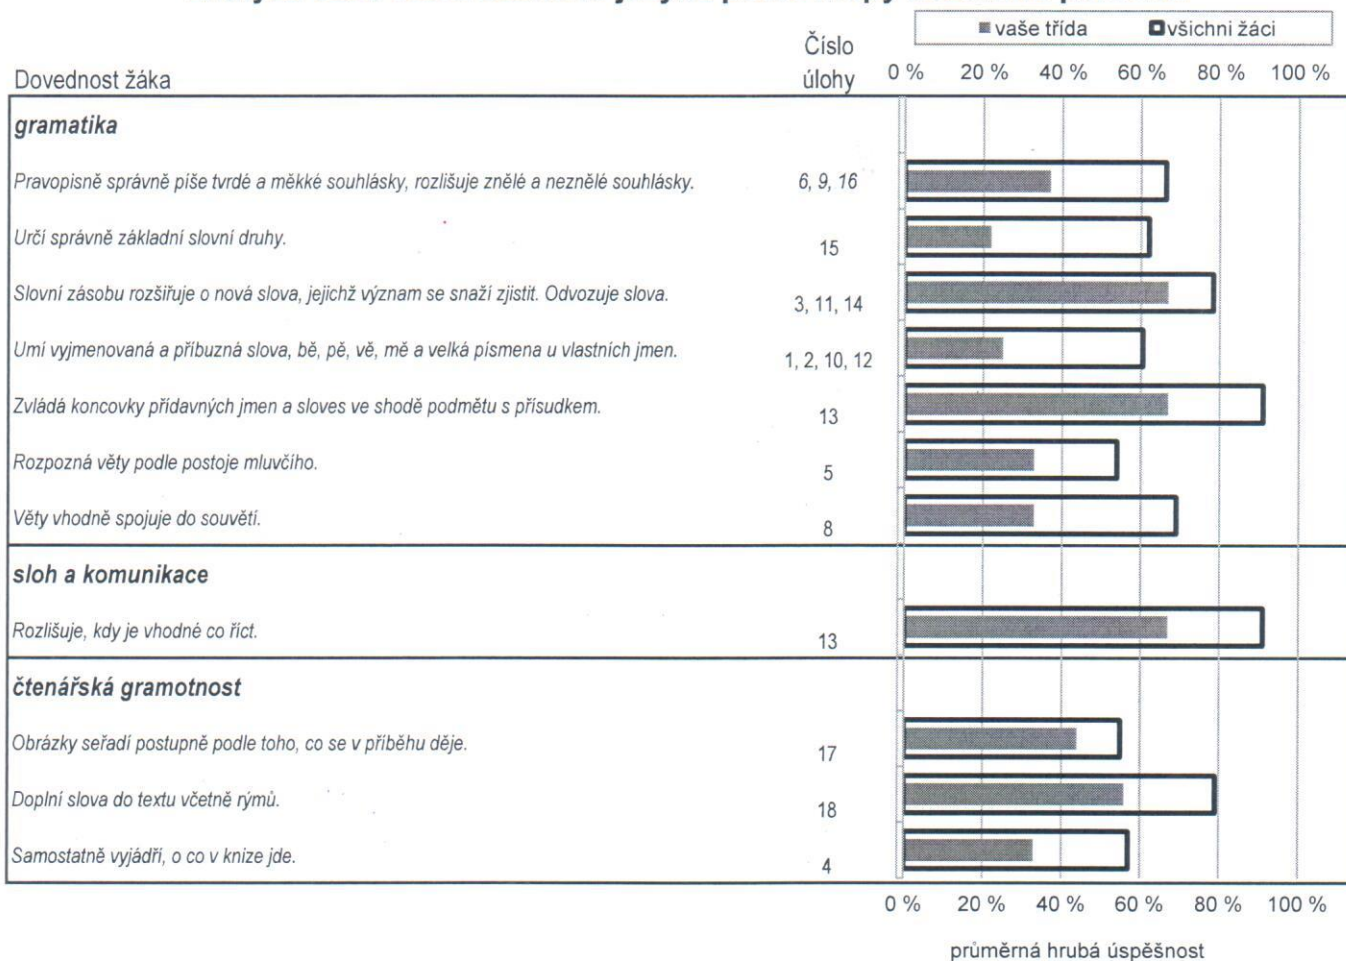 vaše třída všichni žáci
Číslo
úlohy
Dovednost žáka
0 % 20 % 40 % 60 % 80 % 100 %
gramatika
Pravopisně správně píše tvrdé a měkké souhlásky, rozlišuje znělé a neznělé souhlásky. 6, 9, 16
Určí správně základní slovní druhy. 15
Slovní zásobu rozšiřuje o nová slova, jejichž význam se snaží zjistit. Odvozuje slova. 3, 11, 14
Umí vyjmenovaná a příbuzná slova, bě, pě, vě, mě a velká písmena u vlastních jmen. 1, 2, 10, 12
Zvládá koncovky přídavných jmen a sloves ve shodě podmětu s přísudkem. 13
Rozpozná věty podle postoje mluvčího. 5
Věty vhodně spojuje do souvětí. 8
sloh a komunikace
Rozlišuje, kdy je vhodné co říct. 13
čtenářská gramotnost
Obrázky seřadí postupně podle toho, co se v příběhu děje. 17
Doplní slova do textu včetně rýmů. 18
Samostatně vyjádří, o co v knize jde. 4
0 % 20 % 40 % 60 % 80 % 100 %
průměrná hrubá úspěšnost